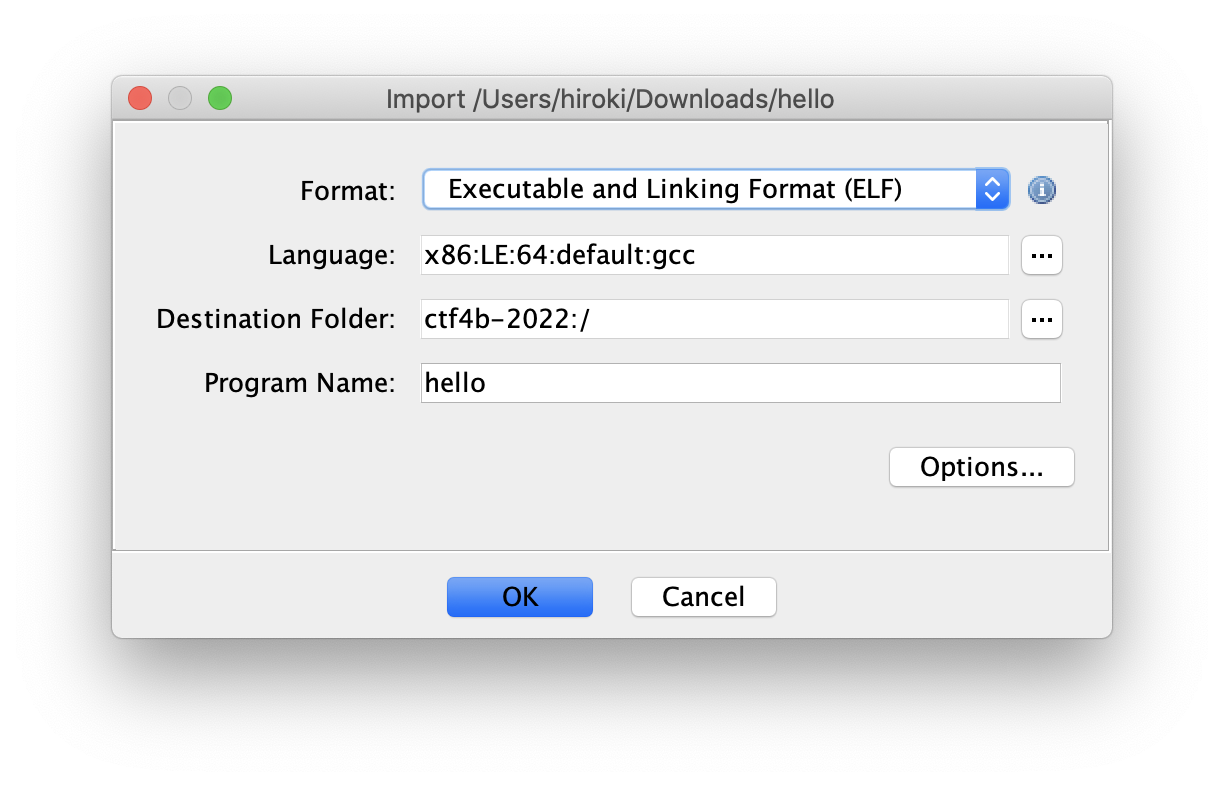 Import /Users/hiroki/Downloads/hello
Format: Executable and Linking Format (ELF)
Language: x86:LE:64:default:gcc ...
Destination Folder: ctf4b-2022:/ ...
Program Name: hello
Options...
OK Cancel